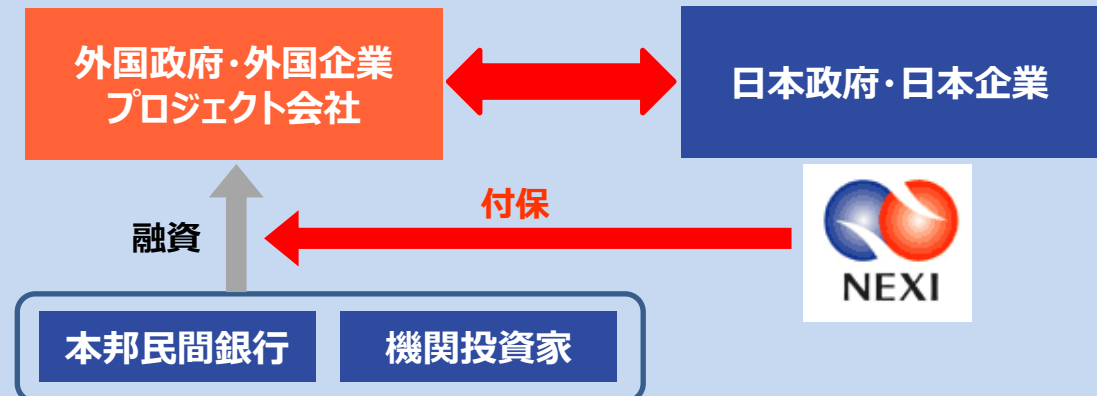 外国政府・外国企業
プロジェクト会社
日本政府・日本企業
付保
融資
NEXI
本邦民間銀行
機関投資家